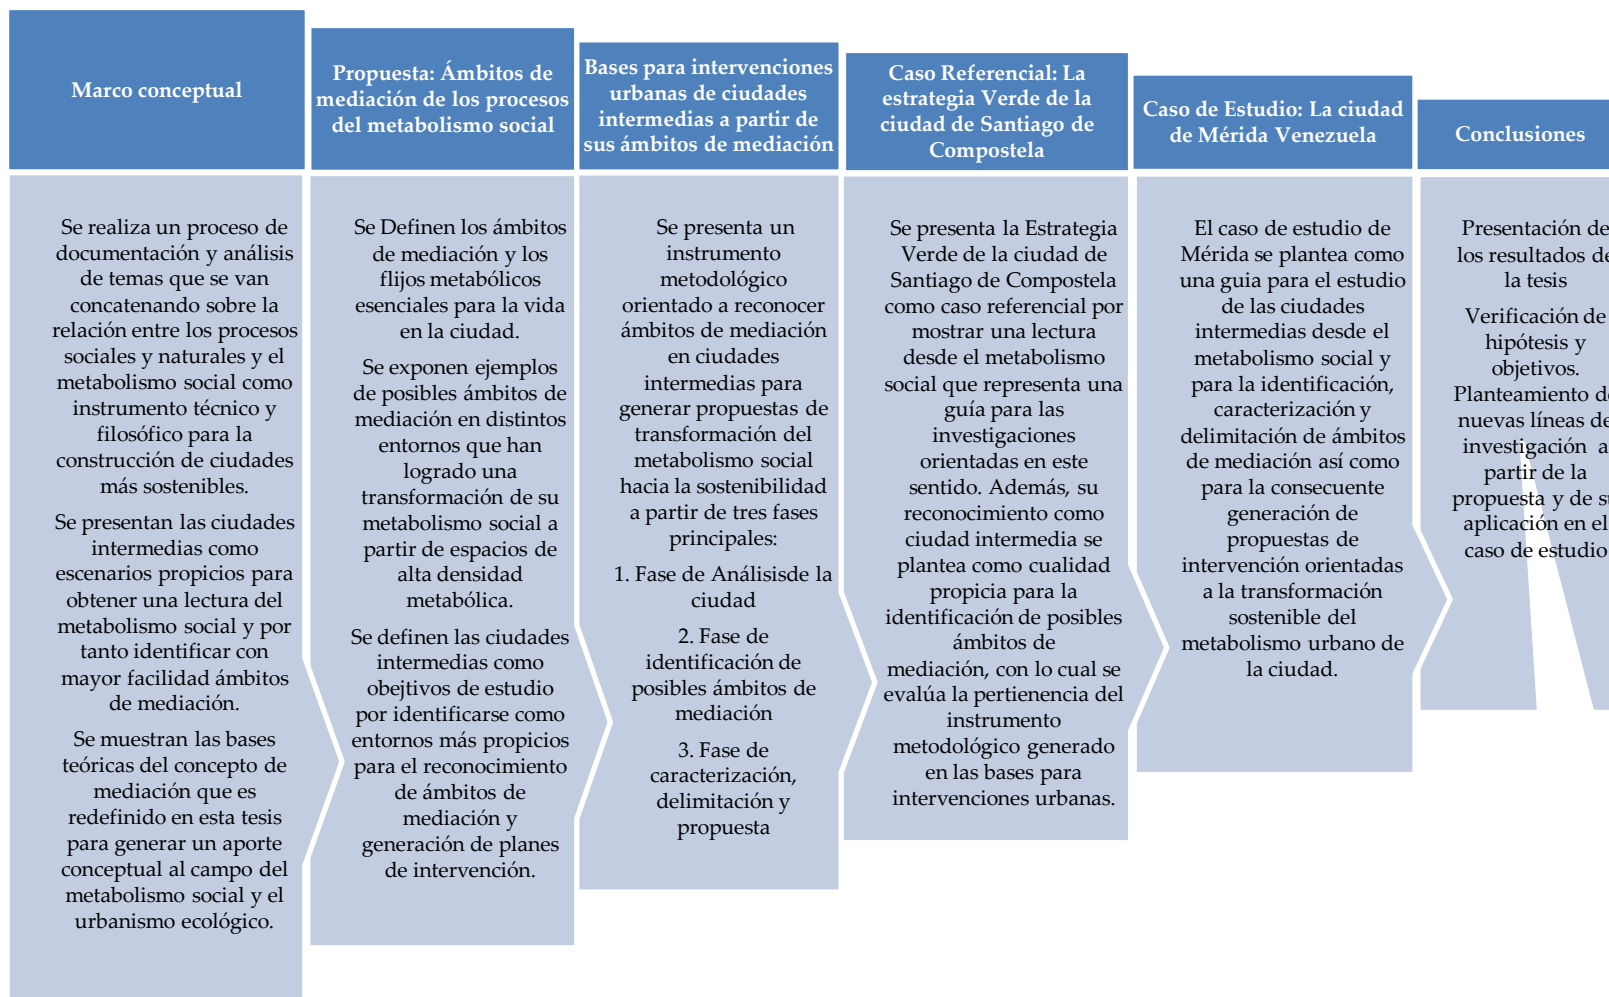 Marco conceptual
Se realiza un proceso de
documentación y análisis
de temas que se van
concatenando sobre la
relación entre los procesos
sociales y naturales y el
metabolismo social como
instrumento técnico y
filosófico para la
construcción de ciudades
más sostenibles.
Se presentan las ciudades
intermedias como
escenarios propicios para
obtener una lectura del
metabolismo social y por
tanto identificar con
mayor facilidad ámbitos
de mediación.
Se muestran las bases
teóricas del concepto de
mediación que es
redefinido en esta tesis
para generar un aporte
conceptual al campo del
metabolismo social y el
urbanismo ecológico.
Propuesta: Ámbitos de
mediación de los procesos
del metabolismo social
Se Definen los ámbitos
de mediación y los
flijos metabólicos
esenciales para la vida
en la ciudad.
Se exponen ejemplos
de posibles ámbitos de
mediación en distintos
entornos que han
logrado una
transformación de su
metabolismo social a
partir de espacios de
alta densidad
metabólica.
Se definen las ciudades
intermedias como
obejtivos de estudio
por identificarse como
entornos más propicios
para el reconocimiento
de ámbitos de
mediación y
generación de planes
de intervención.
Bases para intervenciones
urbanas de ciudades
intermedias a partir de
sus ámbitos de mediación
Se presenta un
instrumento
metodológico
orientado a reconocer
ámbitos de mediación
en ciudades
intermedias para
generar propuestas de
transformación del
metabolismo social
hacia la sostenibilidad
a partir de tres fases
principales:
1. Fase de Análisisde la
ciudad
2. Fase de
identificación de
posibles ámbitos de
mediación
3. Fase de
caracterización,
delimitación y
propuesta
Caso Referencial: La
estrategia Verde de la
ciudad de Santiago de
Compostela
Se presenta la Estrategia
Verde de la ciudad de
Santiago de Compostela
como caso referencial por
mostrar una lectura
desde el metabolismo
social que representa una
guía para las
investigaciones
orientadas en este
sentido. Además, su
reconocimiento como
ciudad intermedia se
plantea como cualidad
propicia para la
identificación de posibles
ámbitos de
mediación, con lo cual se
evalúa la pertienencia del
instrumento
metodológico generado
en las bases para
intervenciones urbanas.
Caso de Estudio: La ciudad
de Mérida Venezuela
El caso de estudio de
Mérida se plantea como
una guia para el estudio
de las ciudades
intermedias desde el
metabolismo social y
para la identificación,
caracterización y
delimitación de ámbitos
de mediación así como
para la consecuente
generación de
propuestas de
intervención orientadas
a la transformación
sostenible del
metabolismo urbano de
la ciudad.
Conclusiones
Presentación de
los resultados de
la tesis
Verificación de
hipótesis y
objetivos.
Planteamiento de
nuevas líneas de
investigación a
partir de la
propuesta y de su
aplicación en el
caso de estudio